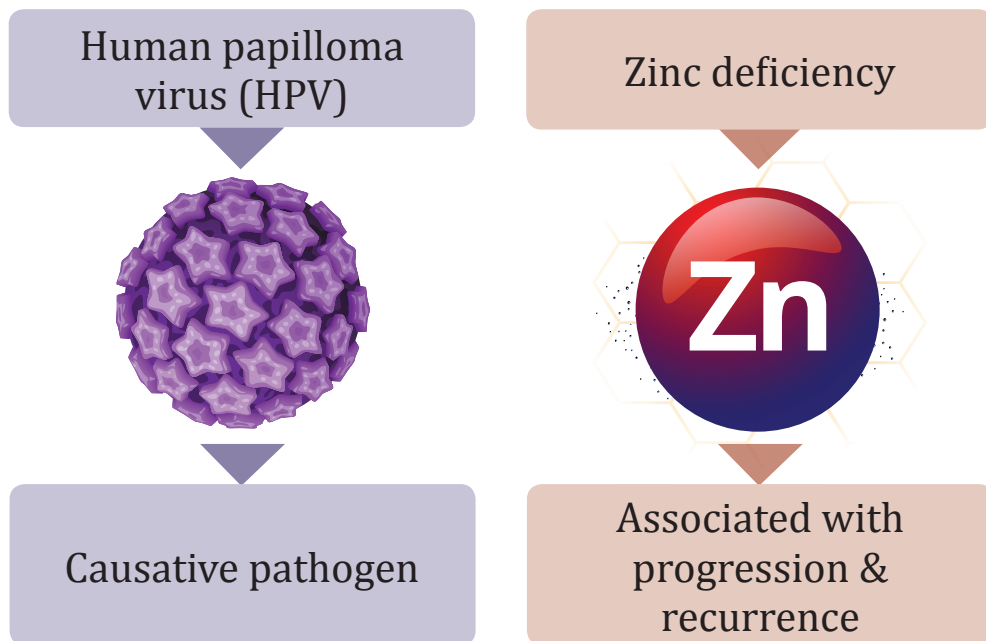 Human papilloma
virus (HPV)
Causative pathogen
Zinc deficiency
Zn
Associated with
progression &
recurrence